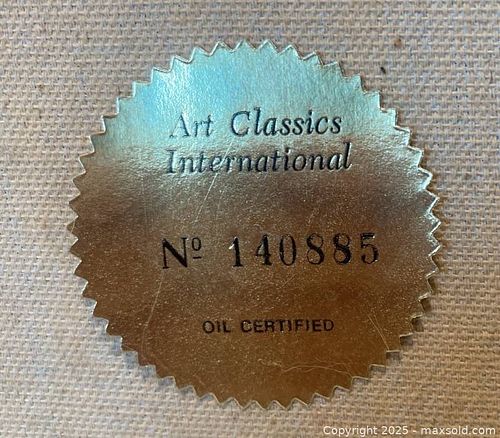 Art Classics
International
Nº 140885
OIL CERTIFIED
Copyright 2025 - maxsold.com